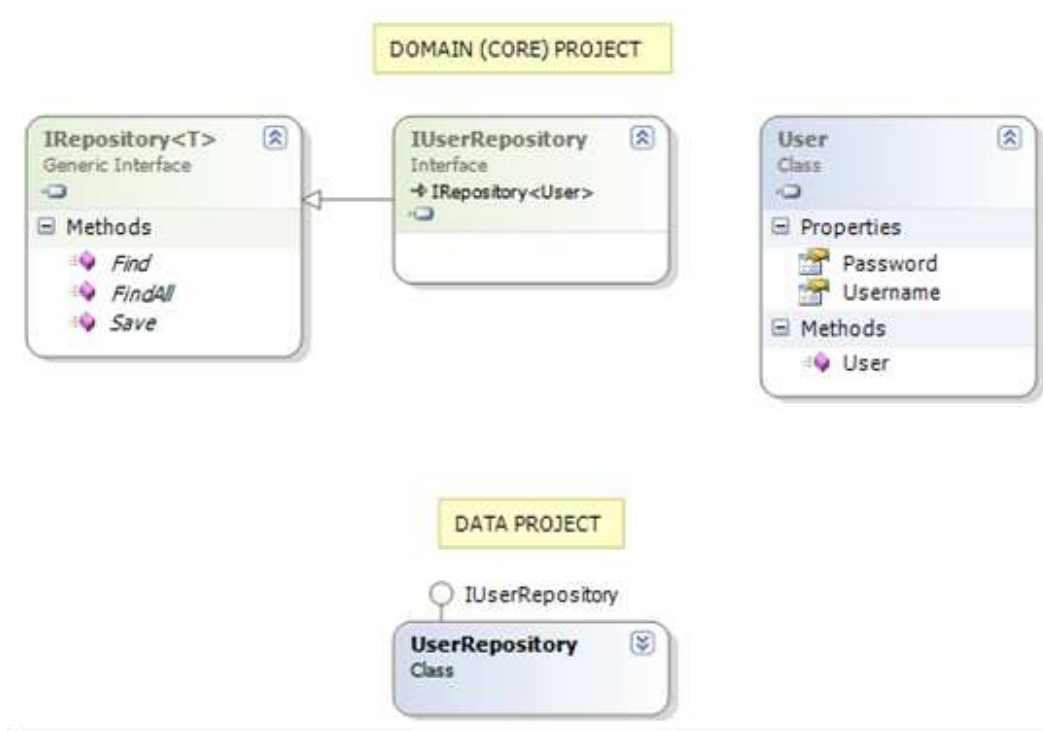 DOMAIN (CORE) PROJECT
IRepository<T>
Generic Interface
Methods
Find
FindAll
Save
IUserRepository
Interface
IRepository<User>
User
Class
Properties
Password
Username
Methods
User
DATA PROJECT
IUserRepository
UserRepository
Class